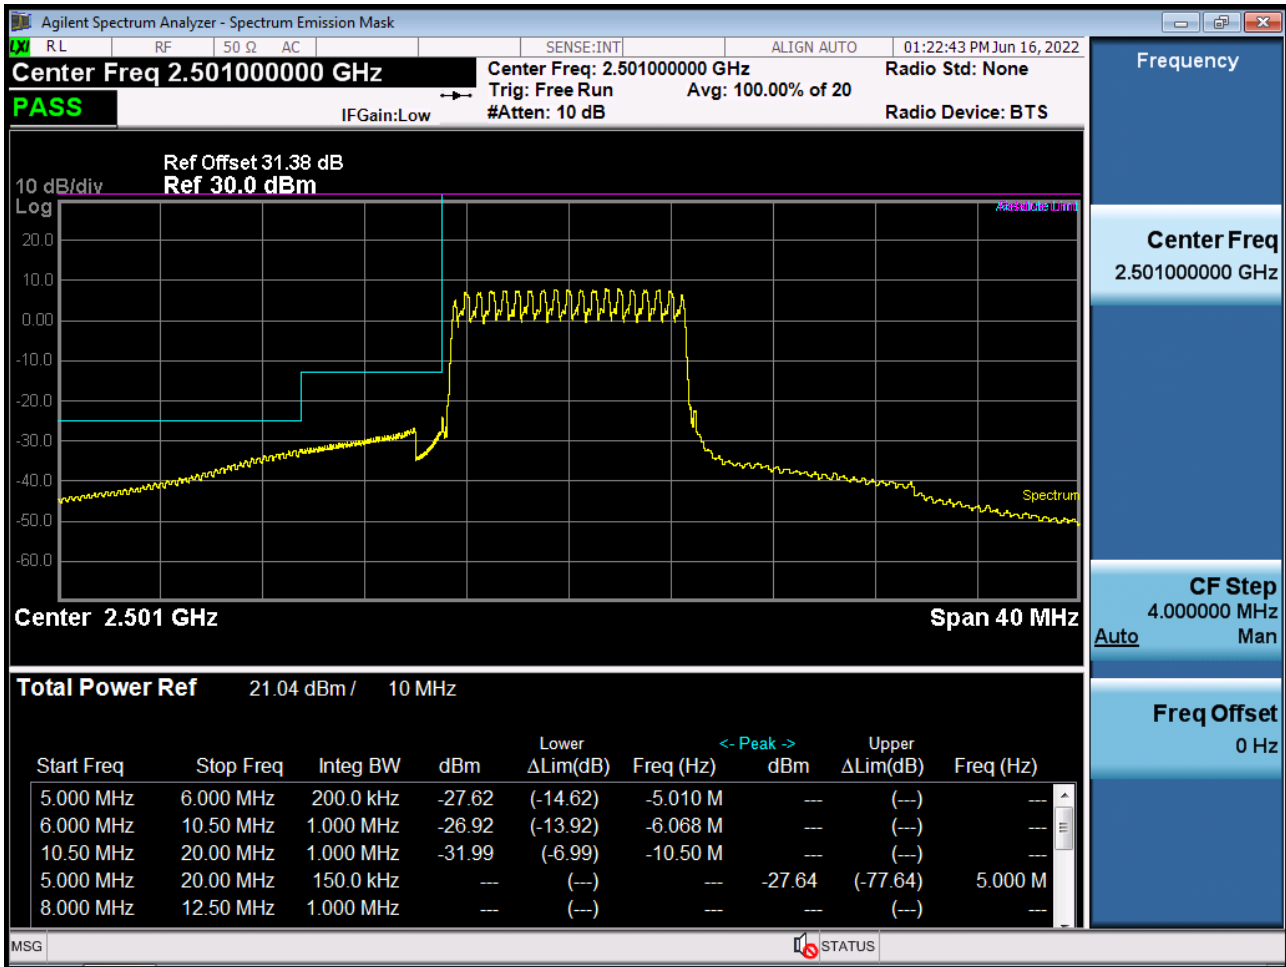 Agilent Spectrum Analyzer - Spectrum Emission Mask
LXI RL RF 50 Ω AC SENSE:INT ALIGN AUTO 01:22:43 PM Jun 16, 2022
Center Freq 2.501000000 GHz Center Freq: 2.501000000 GHz Radio Std: None
Trig: Free Run Avg: 100.00% of 20
PASS IFGain:Low #Atten: 10 dB Radio Device: BTS
Ref Offset 31.38 dB
10 dB/div Ref 30.0 dBm
Log
Absolute Limit
20.0
10.0
0.00
-10.0
-20.0
-30.0
-40.0
Spectrum
-50.0
-60.0
Center 2.501 GHz Span 40 MHz
Total Power Ref 21.04 dBm / 10 MHz
Lower <- Peak -> Upper
Start Freq Stop Freq Integ BW dBm ΔLim(dB) Freq (Hz) dBm ΔLim(dB) Freq (Hz)
5.000 MHz 6.000 MHz 200.0 kHz -27.62 (-14.62) -5.010 M --- (---) ---
6.000 MHz 10.50 MHz 1.000 MHz -26.92 (-13.92) -6.068 M --- (---) ---
10.50 MHz 20.00 MHz 1.000 MHz -31.99 (-6.99) -10.50 M --- (---) ---
5.000 MHz 20.00 MHz 150.0 kHz --- (---) --- -27.64 (-77.64) 5.000 M
8.000 MHz 12.50 MHz 1.000 MHz --- (---) --- --- (---) ---
MSG STATUS
Frequency
Center Freq
2.501000000 GHz
CF Step
4.000000 MHz
Auto Man
Freq Offset
0 Hz